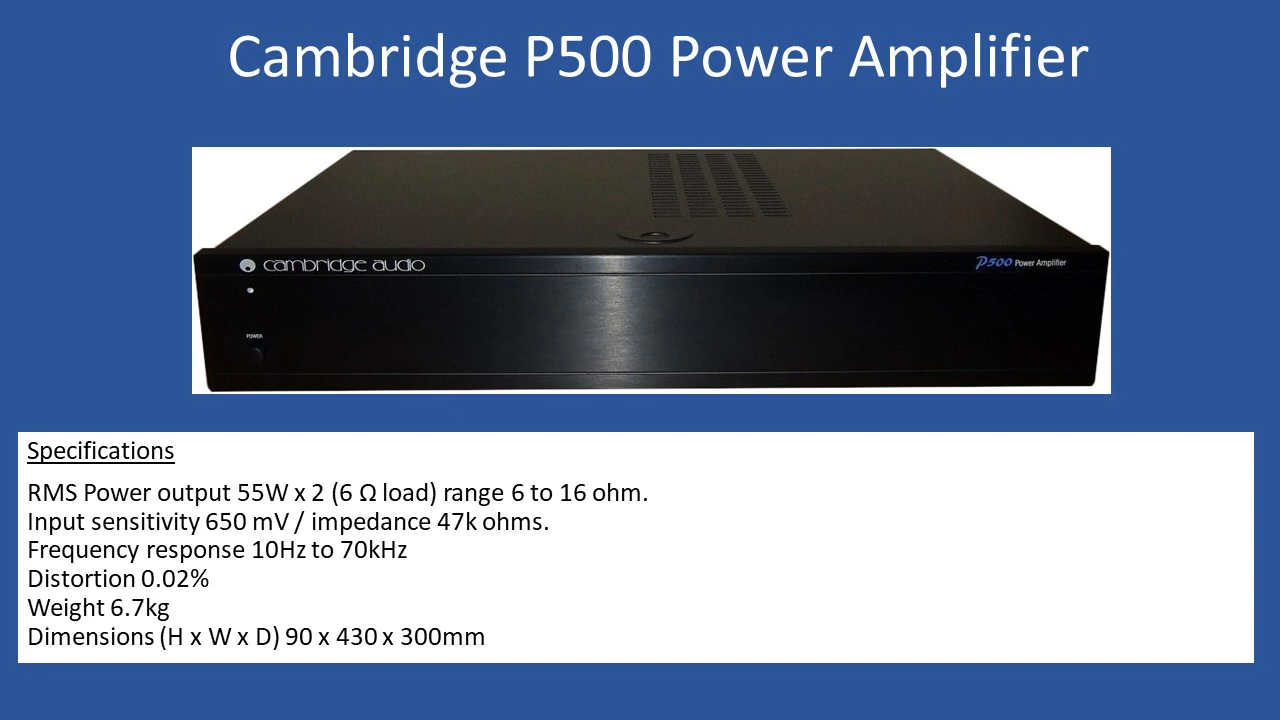 Cambridge P500 Power Amplifier
cambridge audio
P500 Power Amplifier
POWER
Specifications
RMS Power output 55W x 2 (6 Ω load) range 6 to 16 ohm.
Input sensitivity 650 mV / impedance 47k ohms.
Frequency response 10Hz to 70kHz
Distortion 0.02%
Weight 6.7kg
Dimensions (H x W x D) 90 x 430 x 300mm